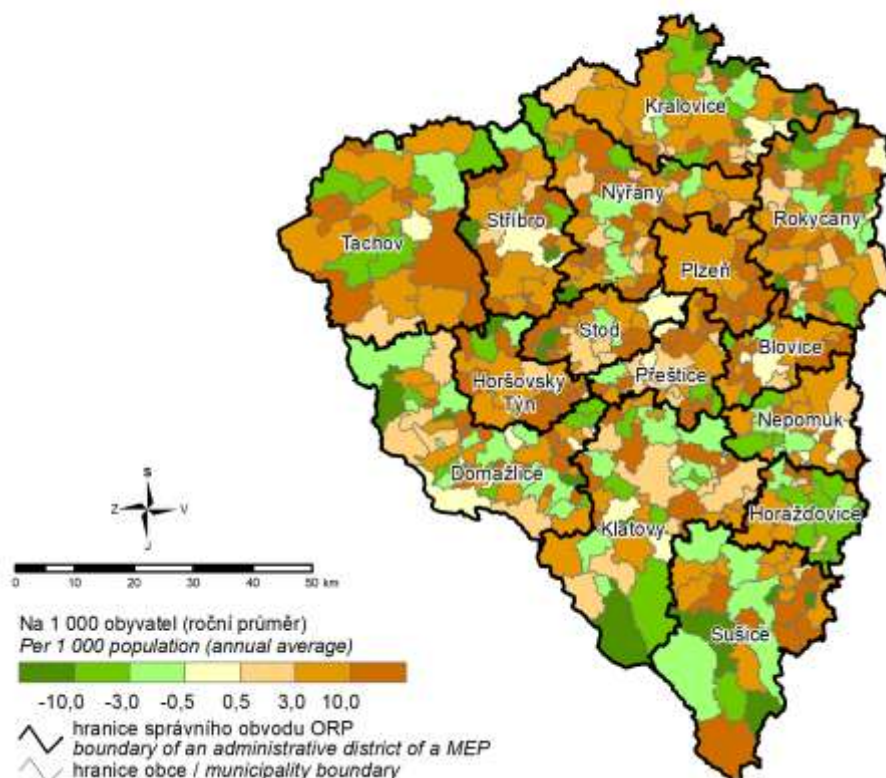 Kralovice
Nýřany
Rokycany
Stříbro
Tachov
Plzeň
Stod
Blovice
Přeštice
Horšovský
Týn
Nepomuk
Domažlice
Klatovy
Horažďovice
Sušice
S
Z V
J
0 10 20 30 40 50 km
Na 1 000 obyvatel (roční průměr)
Per 1 000 population (annual average)
-10,0 -3,0 -0,5 0,5 3,0 10,0
hranice správního obvodu ORP
boundary of an administrative district of a MEP
hranice obce / municipality boundary